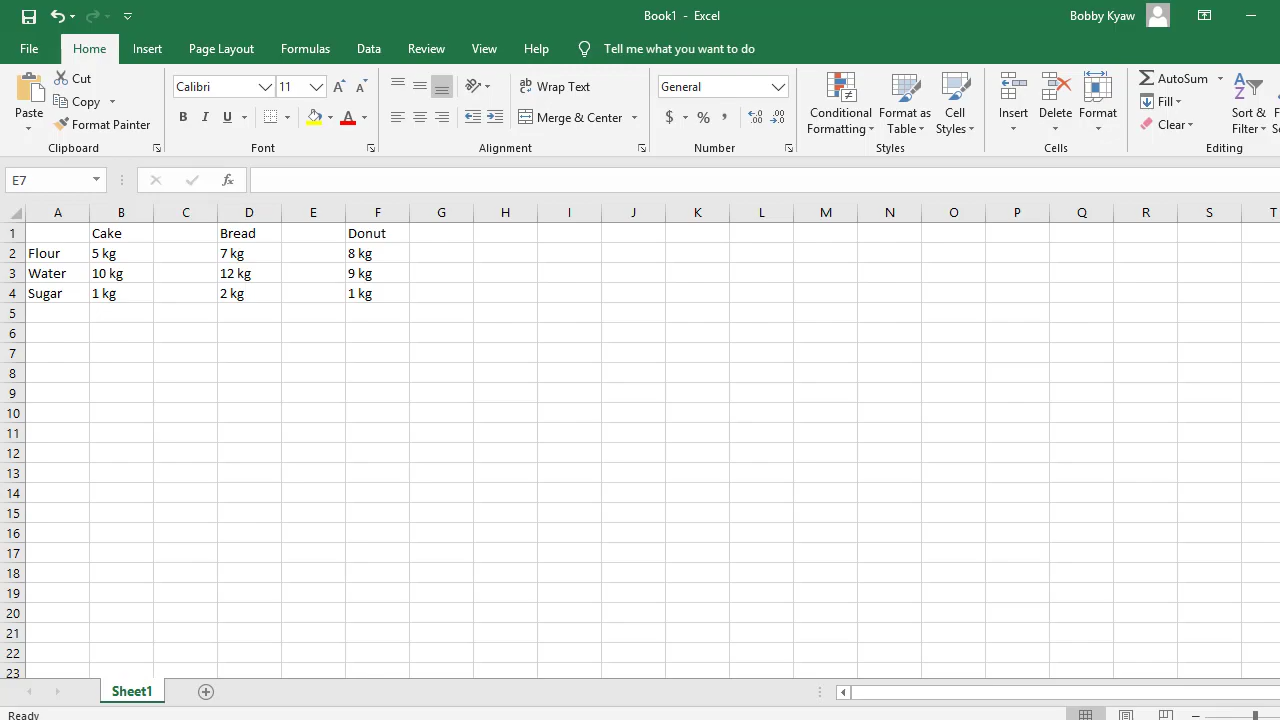 Book1 - Excel
Bobby Kyaw
File Home Insert Page Layout Formulas Data Review View Help Tell me what you want to do
Paste
Cut
Copy
Format Painter
Clipboard
Calibri 11
B I U
A
Font
Wrap Text
Merge & Center
Alignment
General
$ % ,
Number
Conditional Formatting
Format as Table
Cell Styles
Styles
Insert
Delete
Format
Cells
AutoSum
Fill
Clear
Sort &
Filter
Editing
E7
fx
A B C D E F G H I J K L M N O P Q R S T
1 Cake Bread Donut
2 Flour 5 kg 7 kg 8 kg
3 Water 10 kg 12 kg 9 kg
4 Sugar 1 kg 2 kg 1 kg
5
6
7
8
9
10
11
12
13
14
15
16
17
18
19
20
21
22
23
Sheet1
Ready